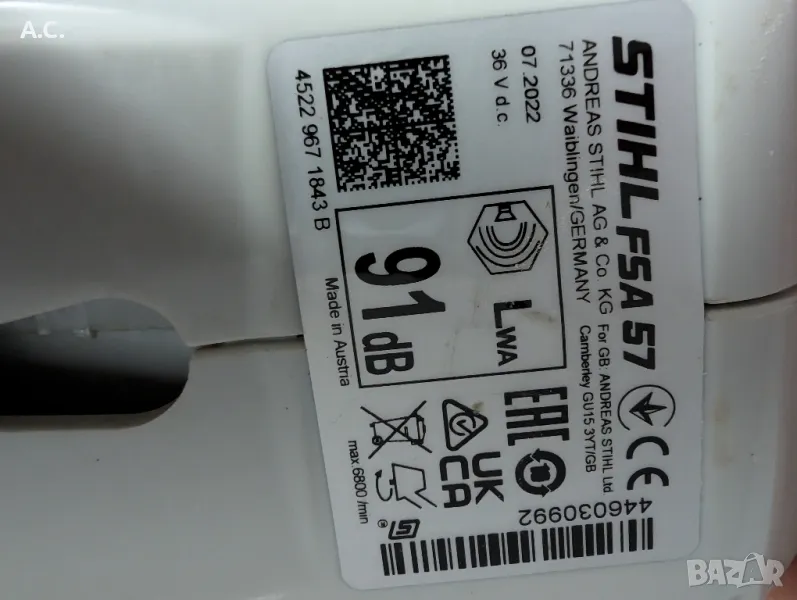 A.C.
STIHL FSA 57
ANDREAS STIHL AG & Co. KG
71336 Waiblingen/GERMANY
For GB: ANDREAS STIHL Ltd
Camberley GU15 3YT/GB
07.2022
36 V d.c.
4522 967 1843 B
LWA
91 dB
Made in Austria
CE
EAC
UK
CA
max.6800 /min
®
446030992
BAZAR